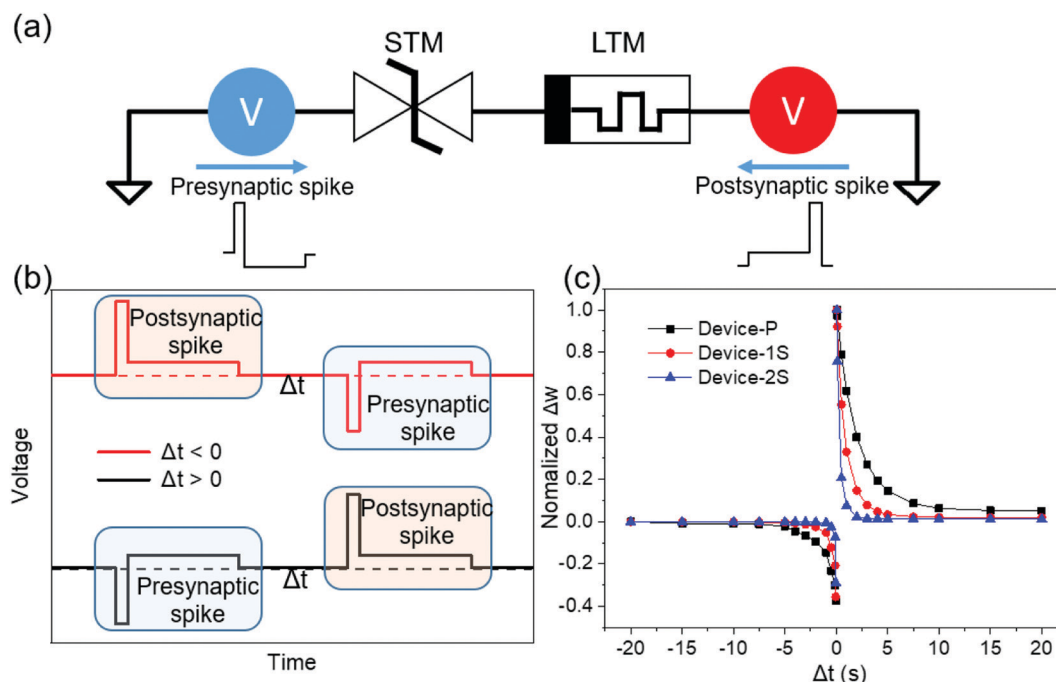 (a)
STM
LTM
V
V
Presynaptic spike
Postsynaptic spike
(b)
Postsynaptic
spike
Δt
Presynaptic
spike
Δt < 0
Δt > 0
Postsynaptic
spike
Presynaptic
spike
Δt
Voltage
Time
(c)
Device-P
Device-1S
Device-2S
Nomalized Δw
1.0
0.8
0.6
0.4
0.2
0.0
-0.2
-0.4
-20 -15 -10 -5 0 5 10 15 20
Δt (s)